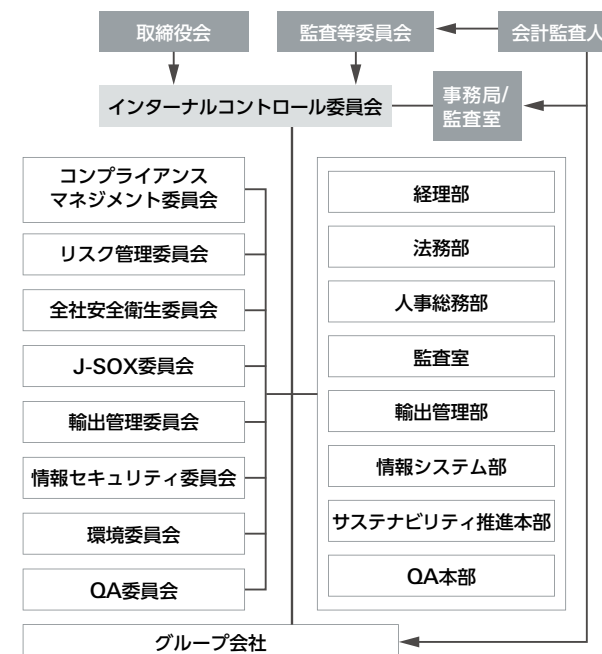 取締役会
監査等委員会
会計監査人
インターナルコントロール委員会
事務局/
監査室
コンプライアンス
マネジメント委員会
リスク管理委員会
全社安全衛生委員会
J-SOX委員会
輸出管理委員会
情報セキュリティ委員会
環境委員会
QA委員会
経理部
法務部
人事総務部
監査室
輸出管理部
情報システム部
サステナビリティ推進本部
QA本部
グループ会社